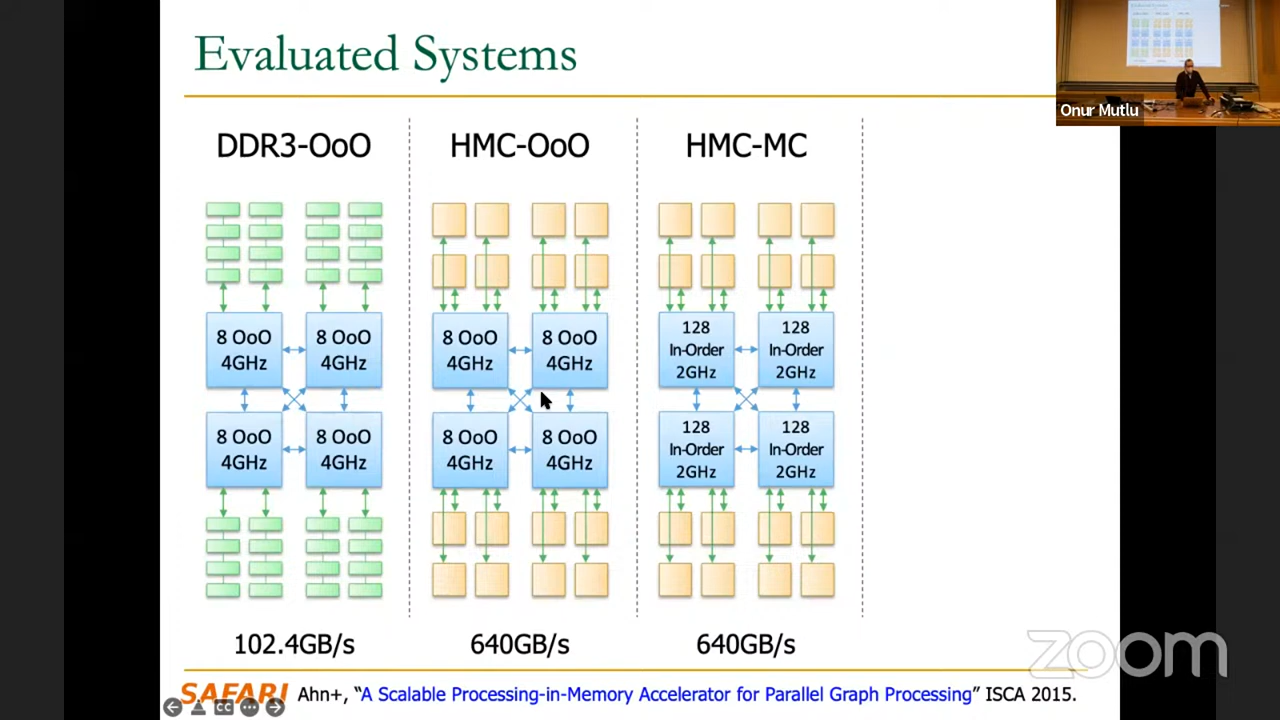 Evaluated Systems
Onur Mutlu
DDR3-OoO
HMC-OoO
HMC-MC
8 OoO
4GHz
8 OoO
4GHz
8 OoO
4GHz
8 OoO
4GHz
128
In-Order
2GHz
128
In-Order
2GHz
8 OoO
4GHz
8 OoO
4GHz
8 OoO
4GHz
8 OoO
4GHz
128
In-Order
2GHz
128
In-Order
2GHz
102.4GB/s
640GB/s
640GB/s
zoom
SAFARI Ahn+, “A Scalable Processing-in-Memory Accelerator for Parallel Graph Processing” ISCA 2015.
CC